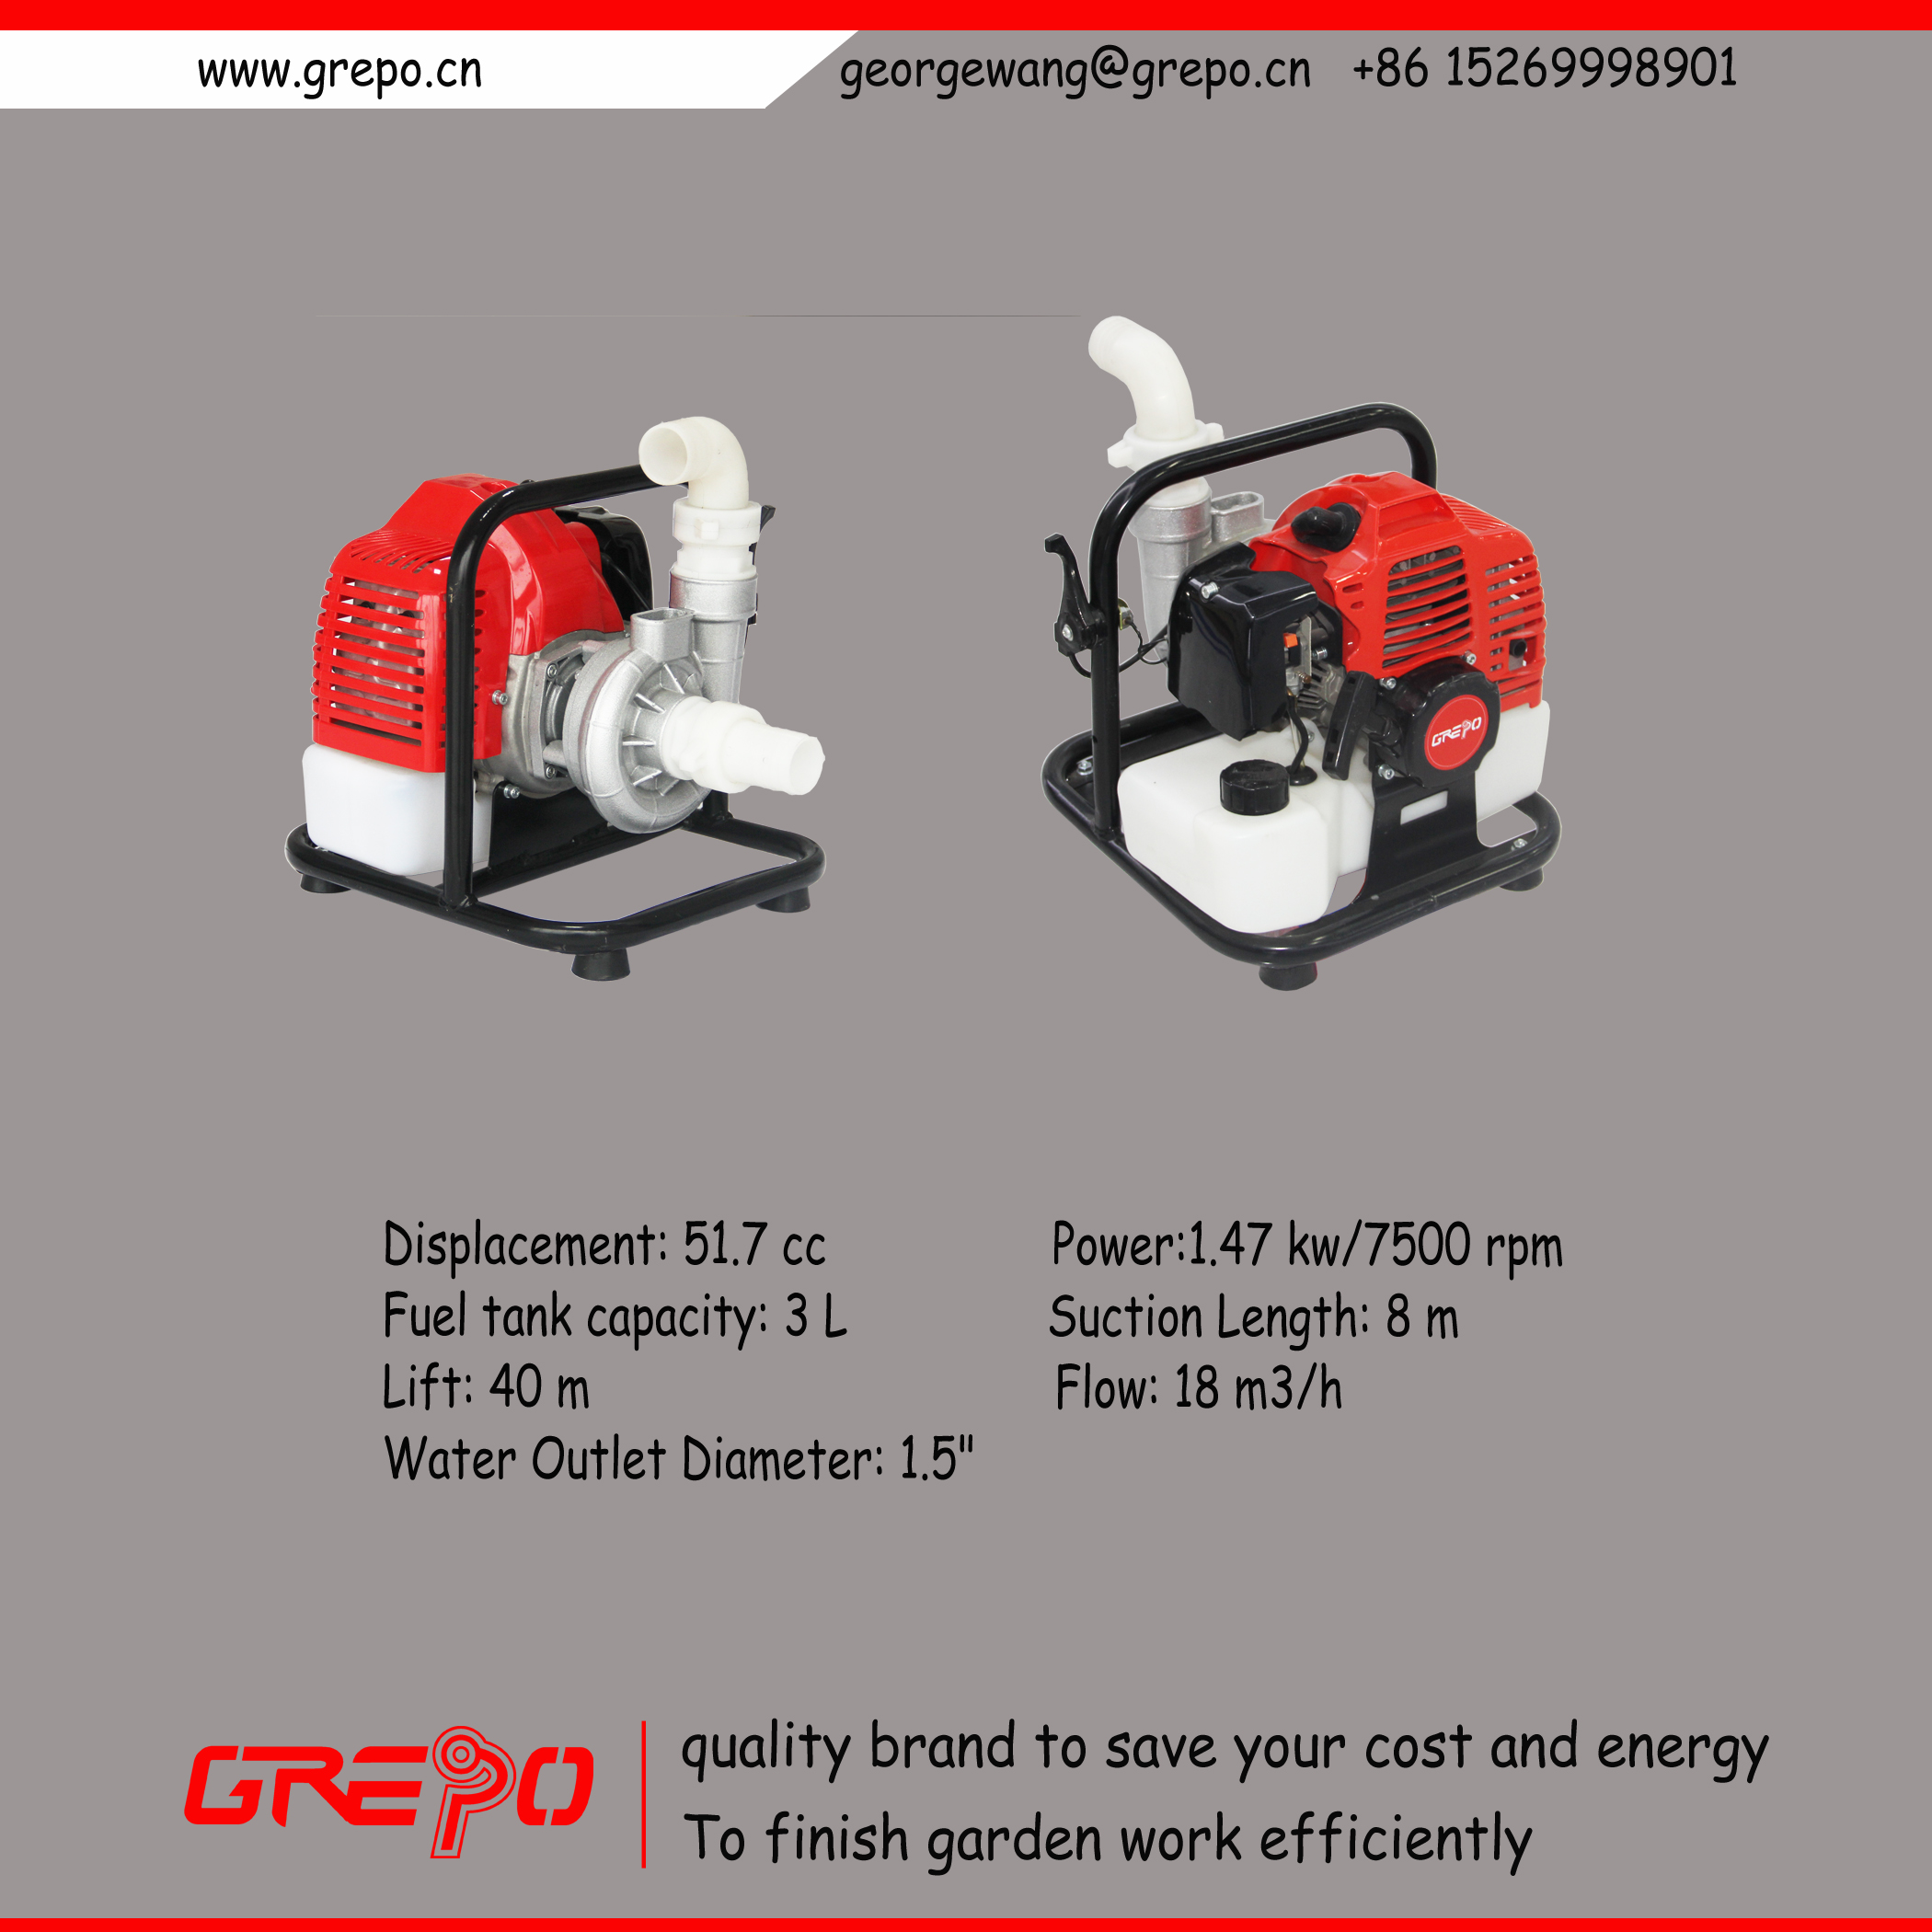 www.grepo.cn
georgewang@grepo.cn +86 15269998901
GREPO
Displacement: 51.7 cc
Power:1.47 kw/7500 rpm
Fuel tank capacity: 3 L
Suction Length: 8 m
Lift: 40 m
Flow: 18 m3/h
Water Outlet Diameter: 1.5"
GREPO
quality brand to save your cost and energy
To finish garden work efficiently